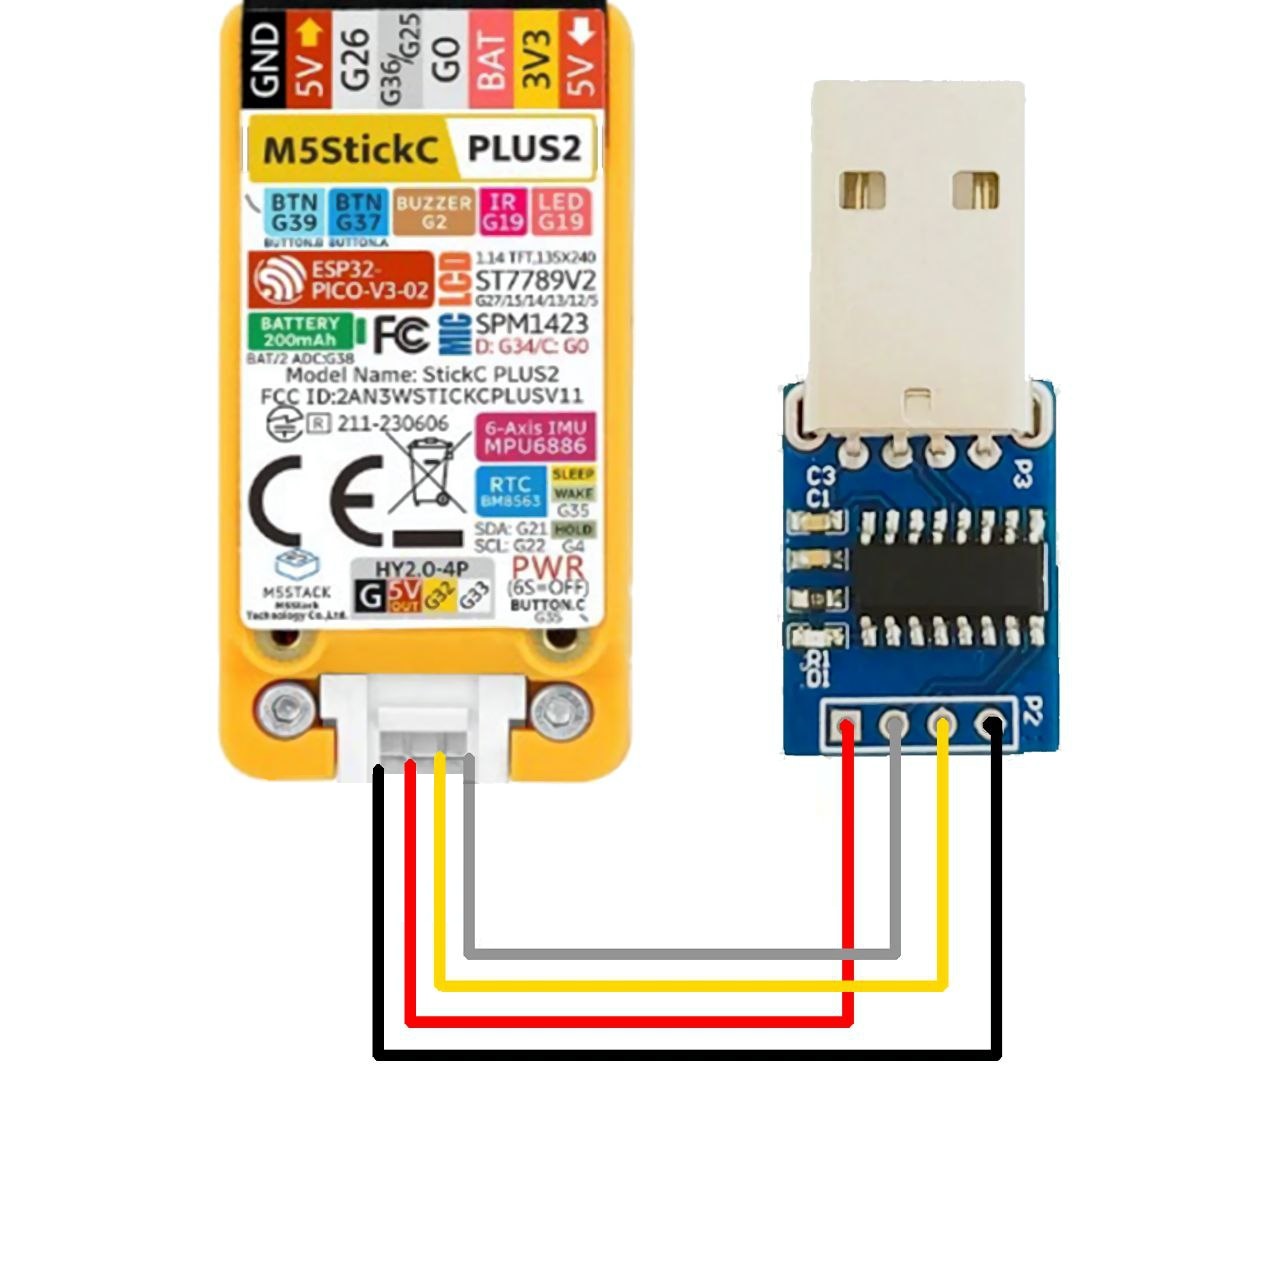 GND
5V
G26
G36/G25
G0
BAT
3V3
5V
M5StickC PLUS2
BTN G39
BUTTON.B
BTN G37
BUTTON.A
BUZZER G2
IR G19
LED G19
ESP32-
PICO-V3-02
LCD
1.14 TFT,135X240
ST7789V2
G27/15/14/13/12/5
BATTERY
200mAh
BAT/2 ADC:G38
FC
MIC
SPM1423
D: G34/C: G0
Model Name: StickC PLUS2
FCC ID:2AN3WSTICKCPLUSV11
R 211-230606
6-Axis IMU
MPU6886
CE
RTC
BM8563
SLEEP
WAKE
G35
SDA: G21
SCL: G22
HOLD
G4
M5STACK
M5Stack
Technology Co.,Ltd.
HY2.0-4P
G 5V OUT G32 G33
PWR
(6S=OFF)
BUTTON.C
G35
C3
C1
P3
R1
D1
P2